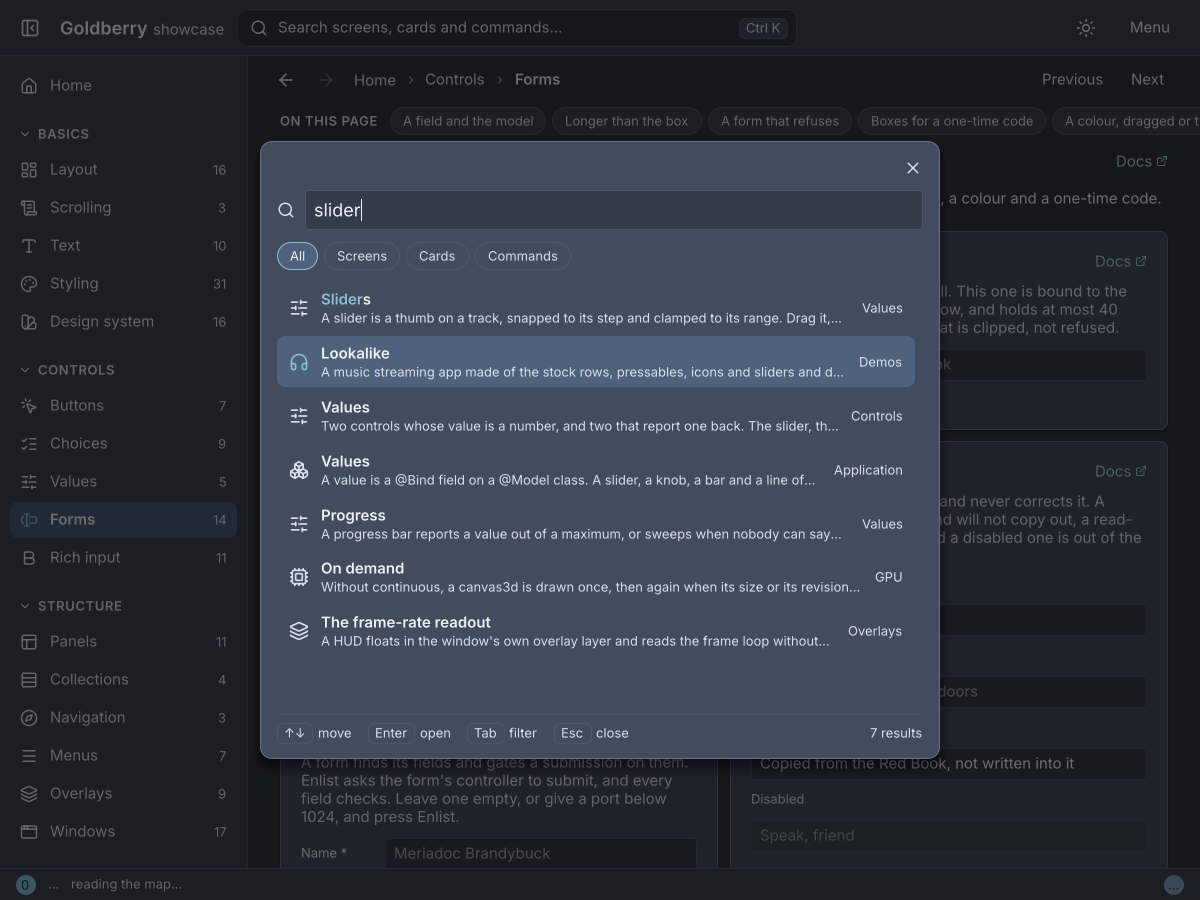 Goldberry showcase
Search screens, cards and commands...
Ctrl K
Menu
Home
BASICS
Layout 16
Scrolling 3
Text 10
Styling 31
Design system 16
CONTROLS
Buttons 7
Choices 9
Values 5
Forms 14
Rich input 11
STRUCTURE
Panels 11
Collections 4
Navigation 3
Menus 7
Overlays 9
Windows 17
Home › Controls › Forms
Previous Next
ON THIS PAGE
A field and the model
Longer than the box
A form that refuses
Boxes for a one-time code
A colour, dragged or
Docs
, a colour and a one-time code.
slider
All Screens Cards Commands
Sliders
A slider is a thumb on a track, snapped to its step and clamped to its range. Drag it,...
Values
Lookalike
A music streaming app made of the stock rows, pressables, icons and sliders and d...
Demos
Values
Two controls whose value is a number, and two that report one back. The slider, th...
Controls
Values
A value is a @Bind field on a @Model class. A slider, a knob, a bar and a line of...
Application
Progress
A progress bar reports a value out of a maximum, or sweeps when nobody can say...
Values
On demand
Without continuous, a canvas3d is drawn once, then again when its size or its revision...
GPU
The frame-rate readout
A HUD floats in the window's own overlay layer and reads the frame loop without...
Overlays
↑↓ move Enter open Tab filter Esc close
7 results
Docs
This one is bound to the
and holds at most 40
is clipped, not refused.
Docs
and never corrects it. A
will not copy out, a read-
a disabled one is out of the
Copied from the Red Book, not written into it
Disabled
Speak, friend
A form finds its fields and gates a submission on them.
Enlist asks the form's controller to submit, and every
field checks. Leave one empty, or give a port below
1024, and press Enlist.
Name *
Meriadoc Brandybuck
0 ... reading the map...
...